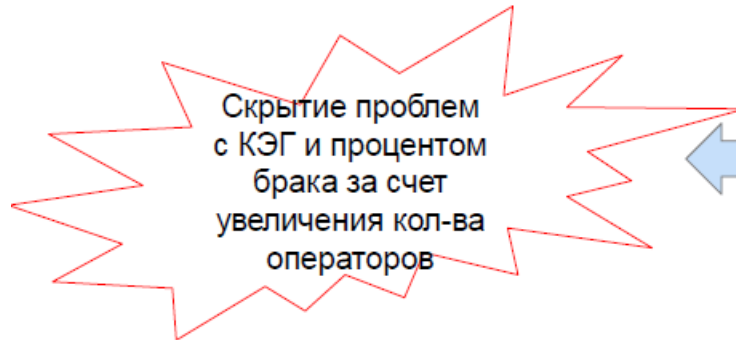 Скрытие проблем
с КЭГ и процентом
брака за счет
увеличения кол-ва
операторов